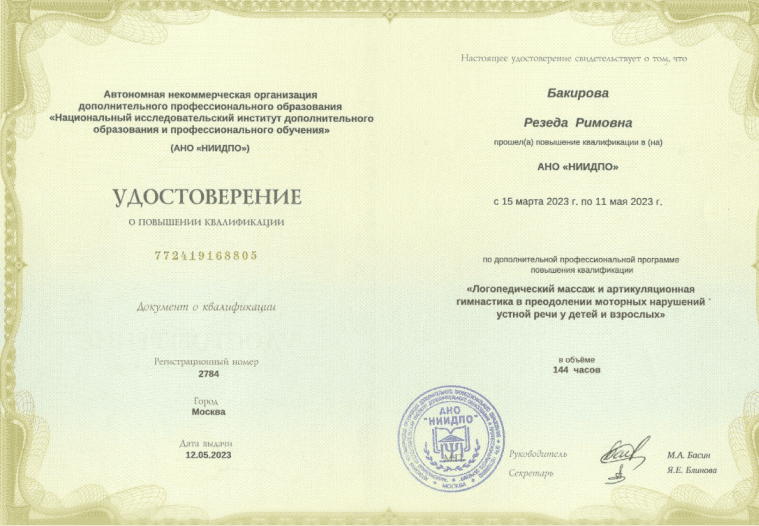 Автономная некоммерческая организация
дополнительного профессионального образования
«Национальный исследовательский институт дополнительного
образования и профессионального обучения»
(АНО «НИИДПО»)
УДОСТОВЕРЕНИЕ
О ПОВЫШЕНИИ КВАЛИФИКАЦИИ
772419168805
Документ о квалификации
Регистрационный номер
2784
Город
Москва
Дата выдачи
12.05.2023
Настоящее удостоверение свидетельствует о том, что
Бакирова
Резеда Римовна
прошел(а) повышение квалификации в (на)
АНО «НИИДПО»
с 15 марта 2023 г. по 11 мая 2023 г.
по дополнительной профессиональной программе
повышения квалификации
«Логопедический массаж и артикуляционная
гимнастика в преодолении моторных нарушений
устной речи у детей и взрослых»
в объёме
144 часов
АНО
"НИИДПО"
МОСКВА
Руководитель
М.А. Басин
Секретарь
Я.Е. Блинова